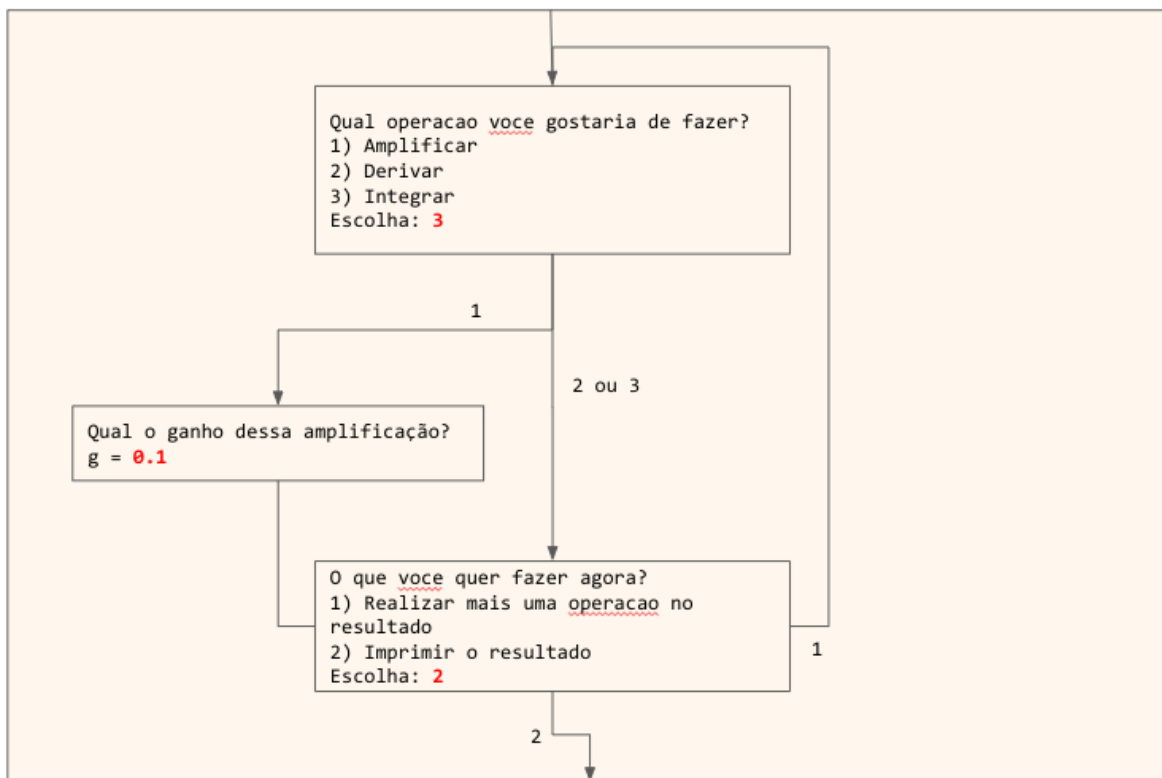 Qual operacao voce gostaria de fazer?
1) Amplificar
2) Derivar
3) Integrar
Escolha: 3
1
2 ou 3
Qual o ganho dessa amplificação?
g = 0.1
O que voce quer fazer agora?
1) Realizar mais uma operacao no
resultado
2) Imprimir o resultado
Escolha: 2
1
2